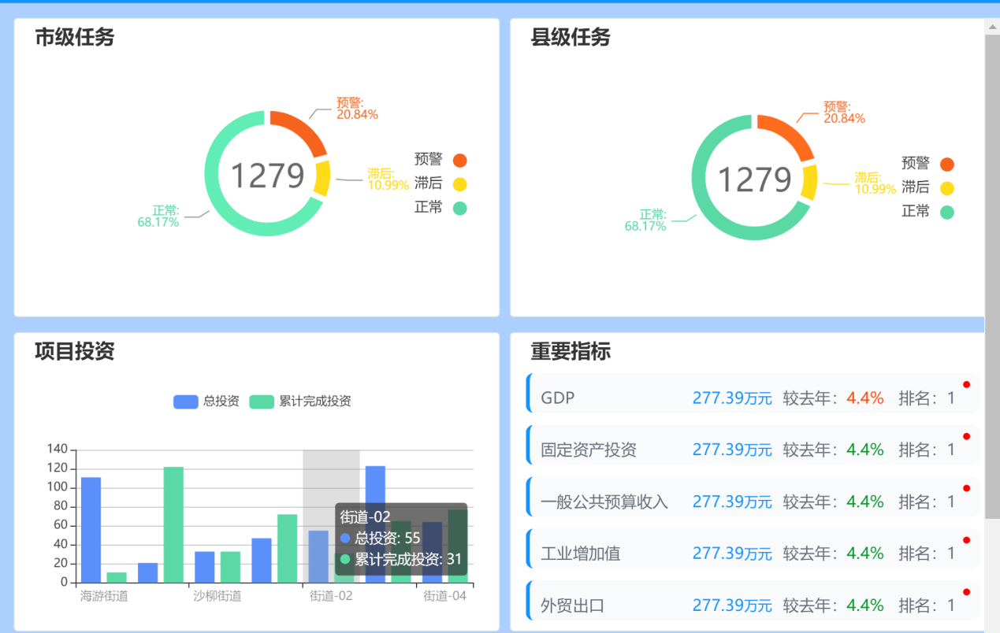 市级任务
预警:
20.84%
1279
滞后:
10.99%
正常:
68.17%
预警
滞后
正常
县级任务
预警:
20.84%
1279
滞后:
10.99%
正常:
68.17%
预警
滞后
正常
项目投资
总投资 累计完成投资
140
120
100
80
60
40
20
0
海游街道 沙柳街道 街道-02 街道-04
街道-02
总投资: 55
累计完成投资: 31
重要指标
GDP 277.39万元 较去年：4.4% 排名：1
固定资产投资 277.39万元 较去年：4.4% 排名：1
一般公共预算收入 277.39万元 较去年：4.4% 排名：1
工业增加值 277.39万元 较去年：4.4% 排名：1
外贸出口 277.39万元 较去年：4.4% 排名：1